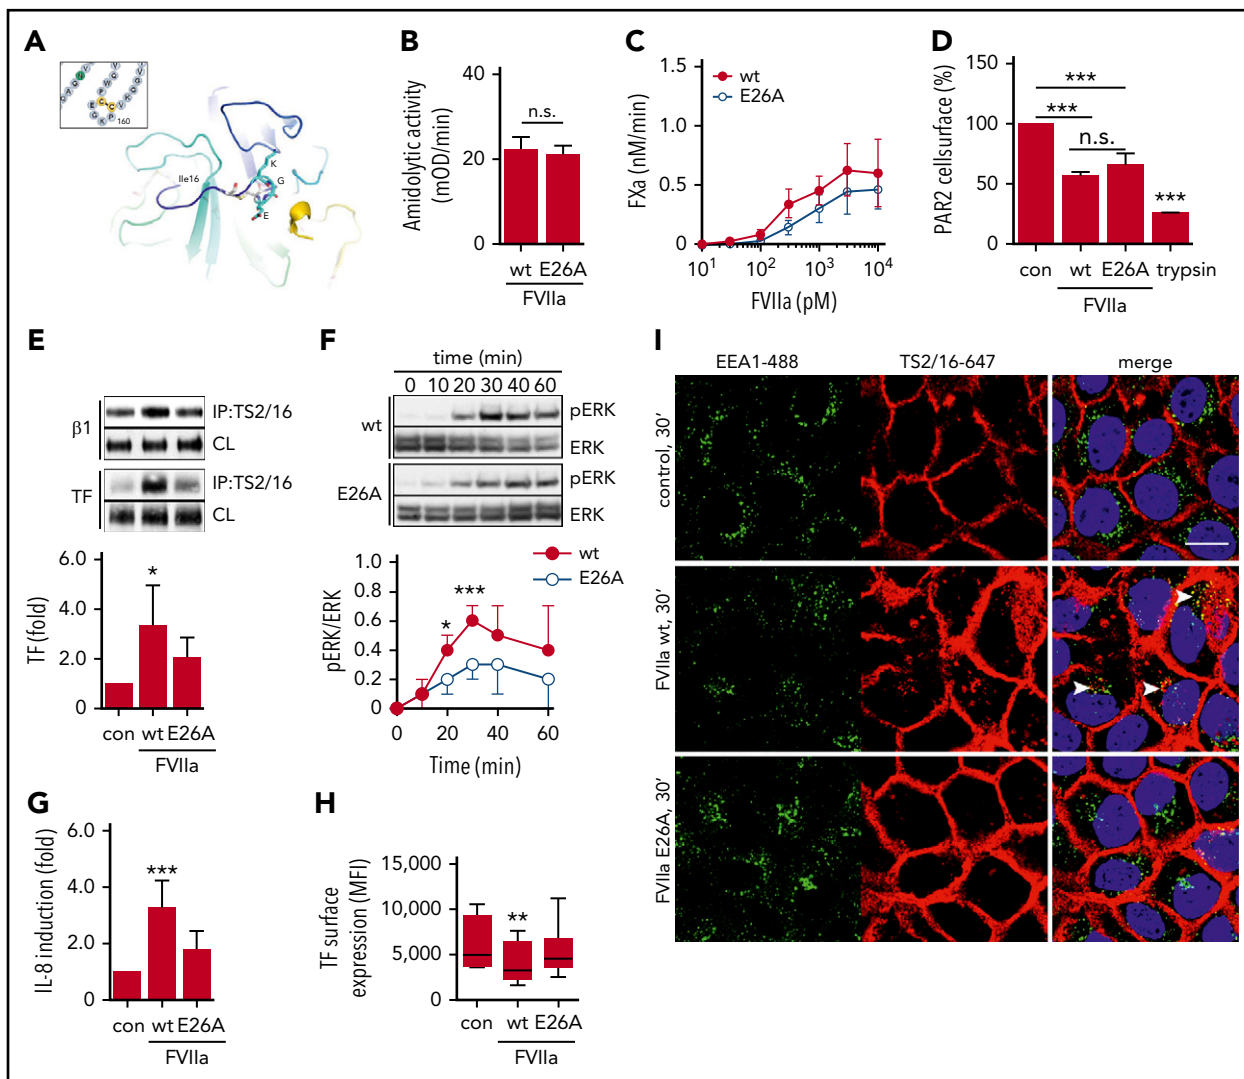 A
160
Ile16
K
G
E
B
Amidolytic activity
(mOD/min)
40
20
0
n.s.
wt E26A
FVIIa
C
wt
E26A
FXa (nM/min)
1.5
1.0
0.5
0
10¹ 10² 10³ 10⁴
FVIIa (pM)
D
PAR2 cellsurface (%)
150
100
50
0
***
***
n.s.
***
con wt E26A trypsin
FVIIa
E
β1
IP:TS2/16
CL
TF
IP:TS2/16
CL
TF (fold)
6.0
4.0
2.0
0
*
con wt E26A
FVIIa
F
time (min)
0 10 20 30 40 60
wt
pERK
ERK
E26A
pERK
ERK
wt
E26A
pERK/ERK
1.0
0.8
0.6
0.4
0.2
0
*
***
0 20 40 60
Time (min)
G
IL-8 induction (fold)
6.0
4.0
2.0
0
***
con wt E26A
FVIIa
H
TF surface
expression (MFI)
15,000
10,000
5,000
0
**
con wt E26A
FVIIa
I
EEA1-488 TS2/16-647 merge
control, 30′
FVIIa wt, 30′
FVIIa E26A, 30′